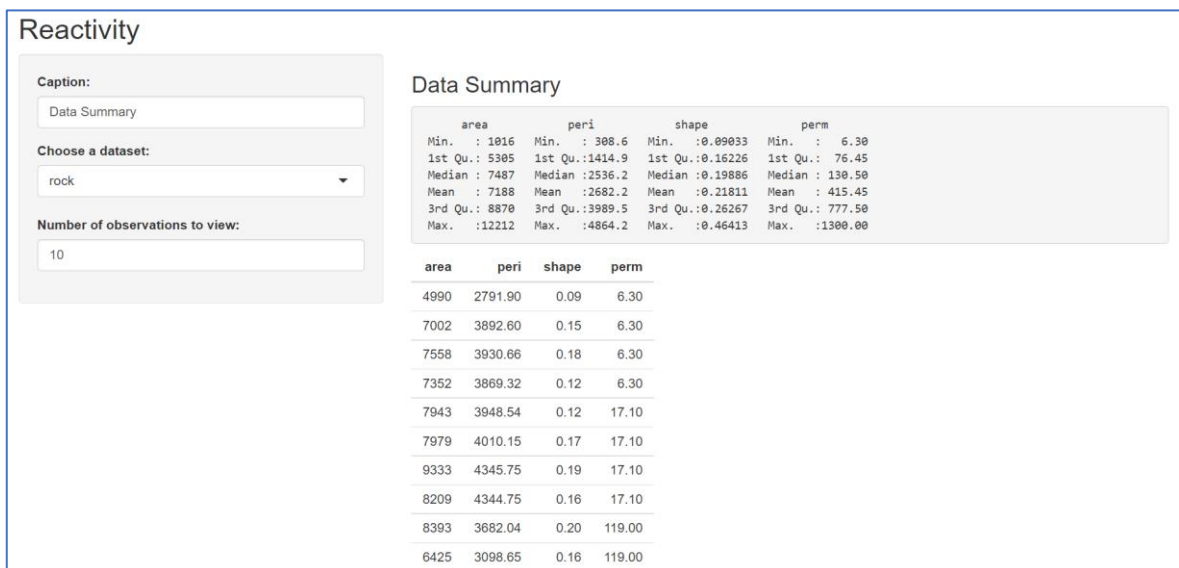 Reactivity
Caption:
Data Summary
Choose a dataset:
rock
Number of observations to view:
10
Data Summary
area peri shape perm
Min. : 1016 Min. : 308.6 Min. :0.09033 Min. : 6.30
1st Qu.: 5305 1st Qu.:1414.9 1st Qu.:0.16226 1st Qu.: 76.45
Median : 7487 Median :2536.2 Median :0.19886 Median : 130.50
Mean : 7188 Mean :2682.2 Mean :0.21811 Mean : 415.45
3rd Qu.: 8870 3rd Qu.:3989.5 3rd Qu.:0.26267 3rd Qu.: 777.50
Max. :12212 Max. :4864.2 Max. :0.46413 Max. :1300.00
area peri shape perm
4990 2791.90 0.09 6.30
7002 3892.60 0.15 6.30
7558 3930.66 0.18 6.30
7352 3869.32 0.12 6.30
7943 3948.54 0.12 17.10
7979 4010.15 0.17 17.10
9333 4345.75 0.19 17.10
8209 4344.75 0.16 17.10
8393 3682.04 0.20 119.00
6425 3098.65 0.16 119.00